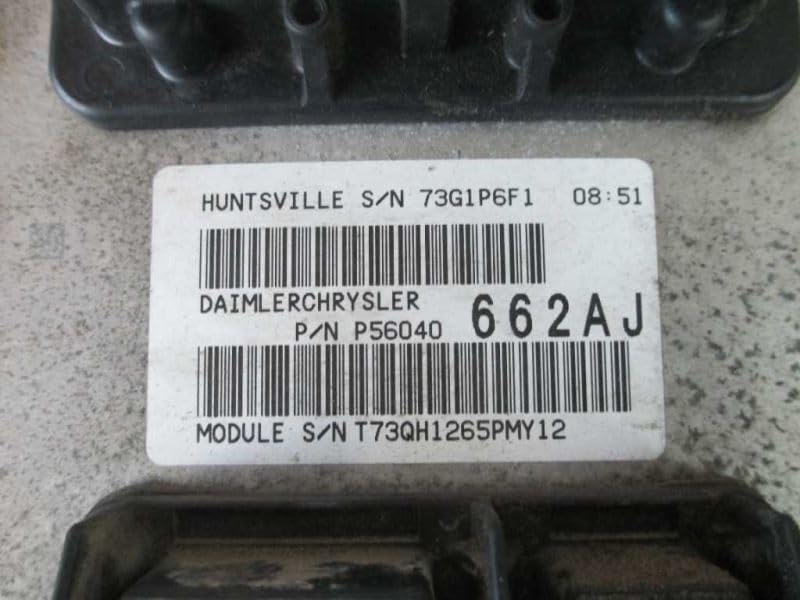 HUNTSVILLE S/N 73G1P6F1 08:51
DAIMLERCHRYSLER
P/N P56040 662AJ
MODULE S/N T73QH1265PMY12